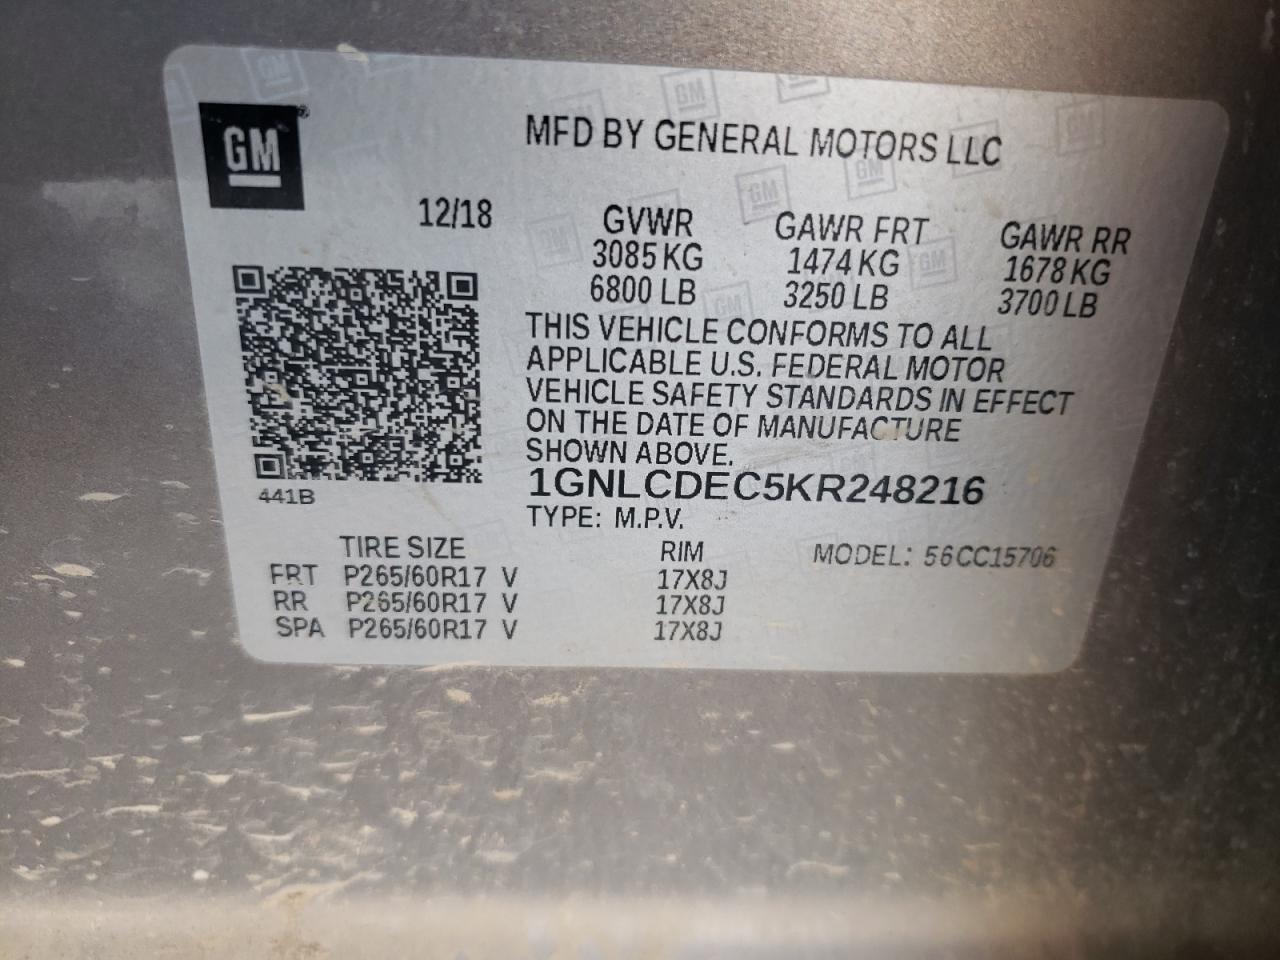 GM
MFD BY GENERAL MOTORS LLC
12/18
GVWR GAWR FRT GAWR RR
3085 KG 1474 KG 1678 KG
6800 LB 3250 LB 3700 LB
THIS VEHICLE CONFORMS TO ALL
APPLICABLE U.S. FEDERAL MOTOR
VEHICLE SAFETY STANDARDS IN EFFECT
ON THE DATE OF MANUFACTURE
SHOWN ABOVE.
1GNLCDEC5KR248216
441B
TYPE: M.P.V.
TIRE SIZE RIM MODEL: 56CC15706
FRT P265/60R17 V 17X8J
RR P265/60R17 V 17X8J
SPA P265/60R17 V 17X8J